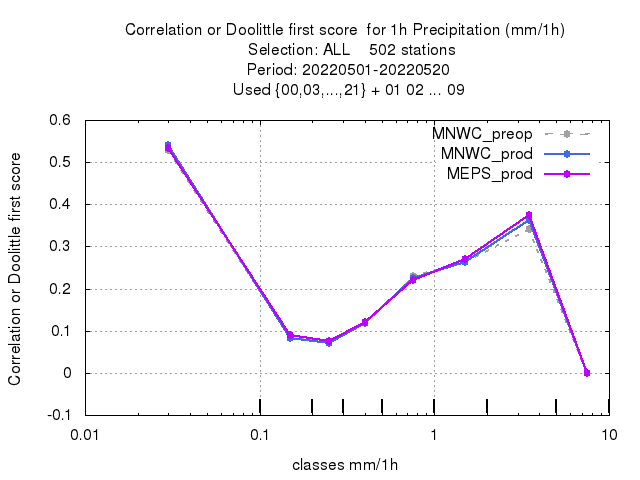 Correlation or Doolittle first score  for 1h Precipitation (mm/1h)
Selection: ALL    502 stations
Period: 20220501-20220520
Used {00,03,...,21} + 01 02 ... 09
MNWC_preop
MNWC_prod
MEPS_prod
Correlation or Doolittle first score
0.6
0.5
0.4
0.3
0.2
0.1
0
-0.1
0.01
0.1
1
10
classes mm/1h